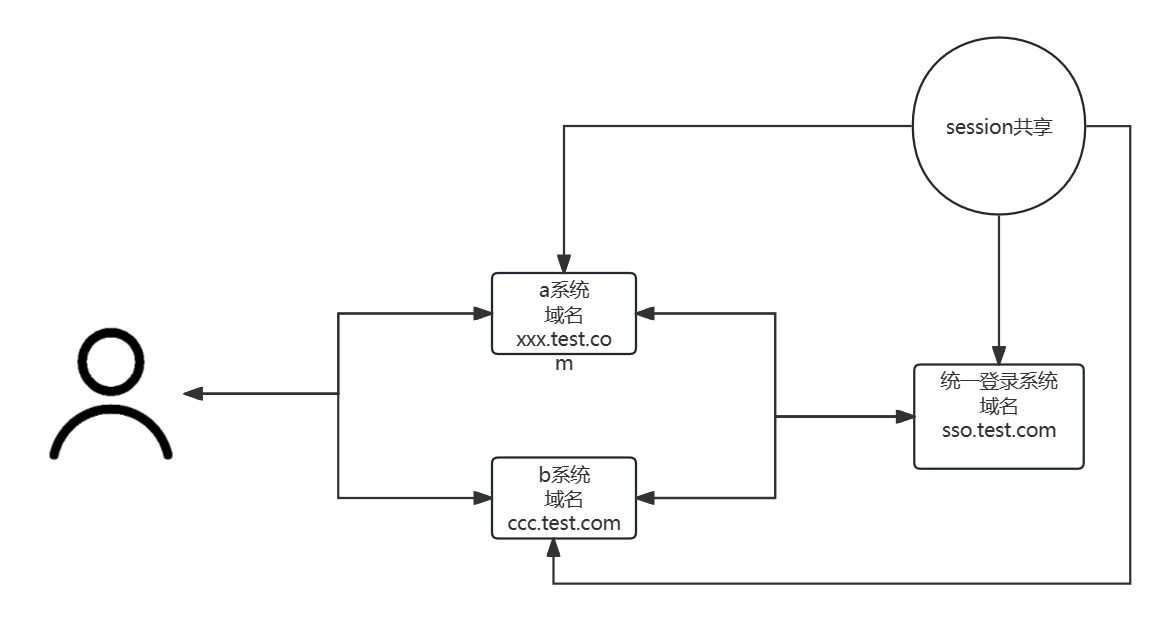 session共享
a系统
域名
xxx.test.co
m
统一登录系统
域名
sso.test.com
b系统
域名
ccc.test.com